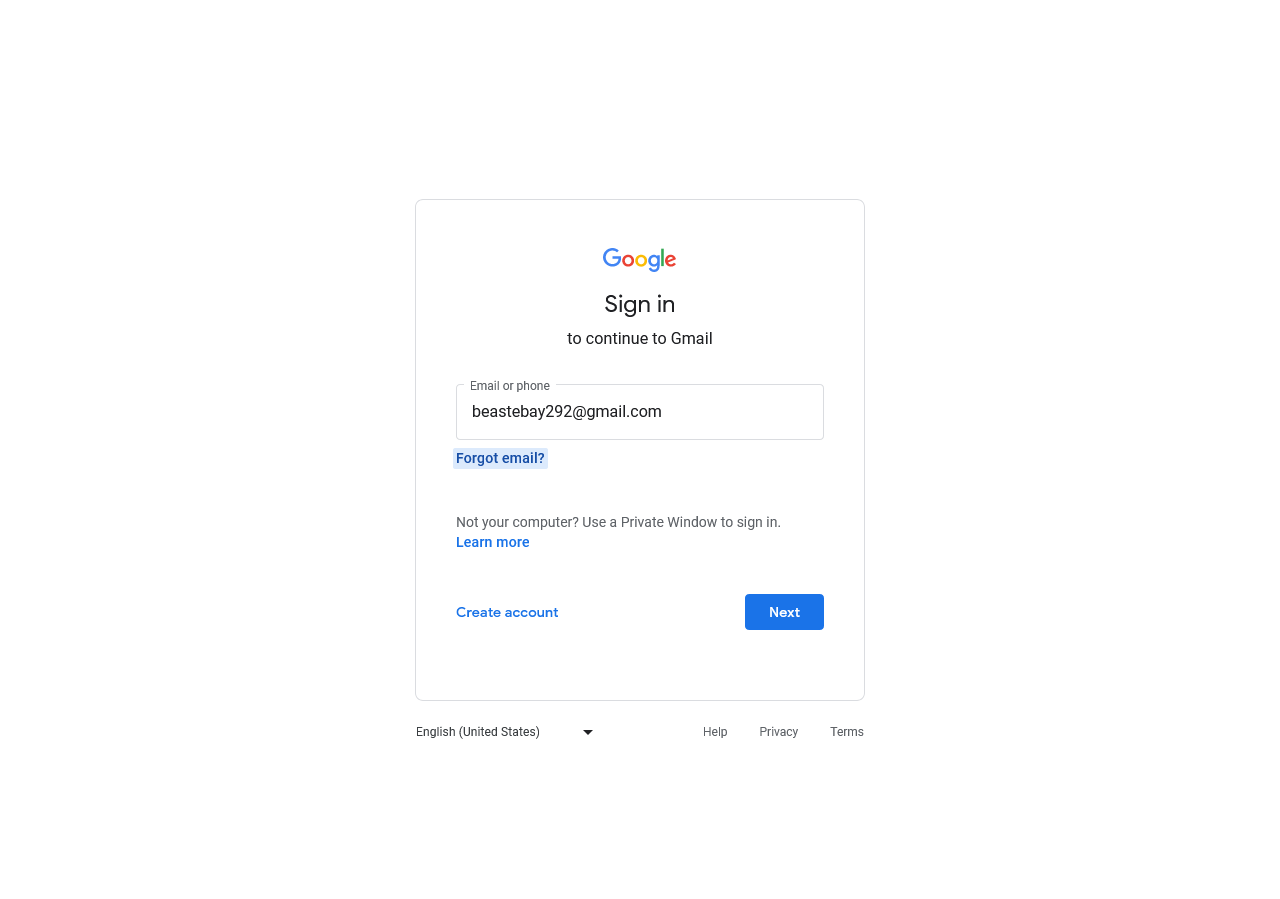 Google
Sign in
to continue to Gmail
Email or phone
beastebay292@gmail.com
Forgot email?
Not your computer? Use a Private Window to sign in.
Learn more
Create account
Next
English (United States)
Help
Privacy
Terms